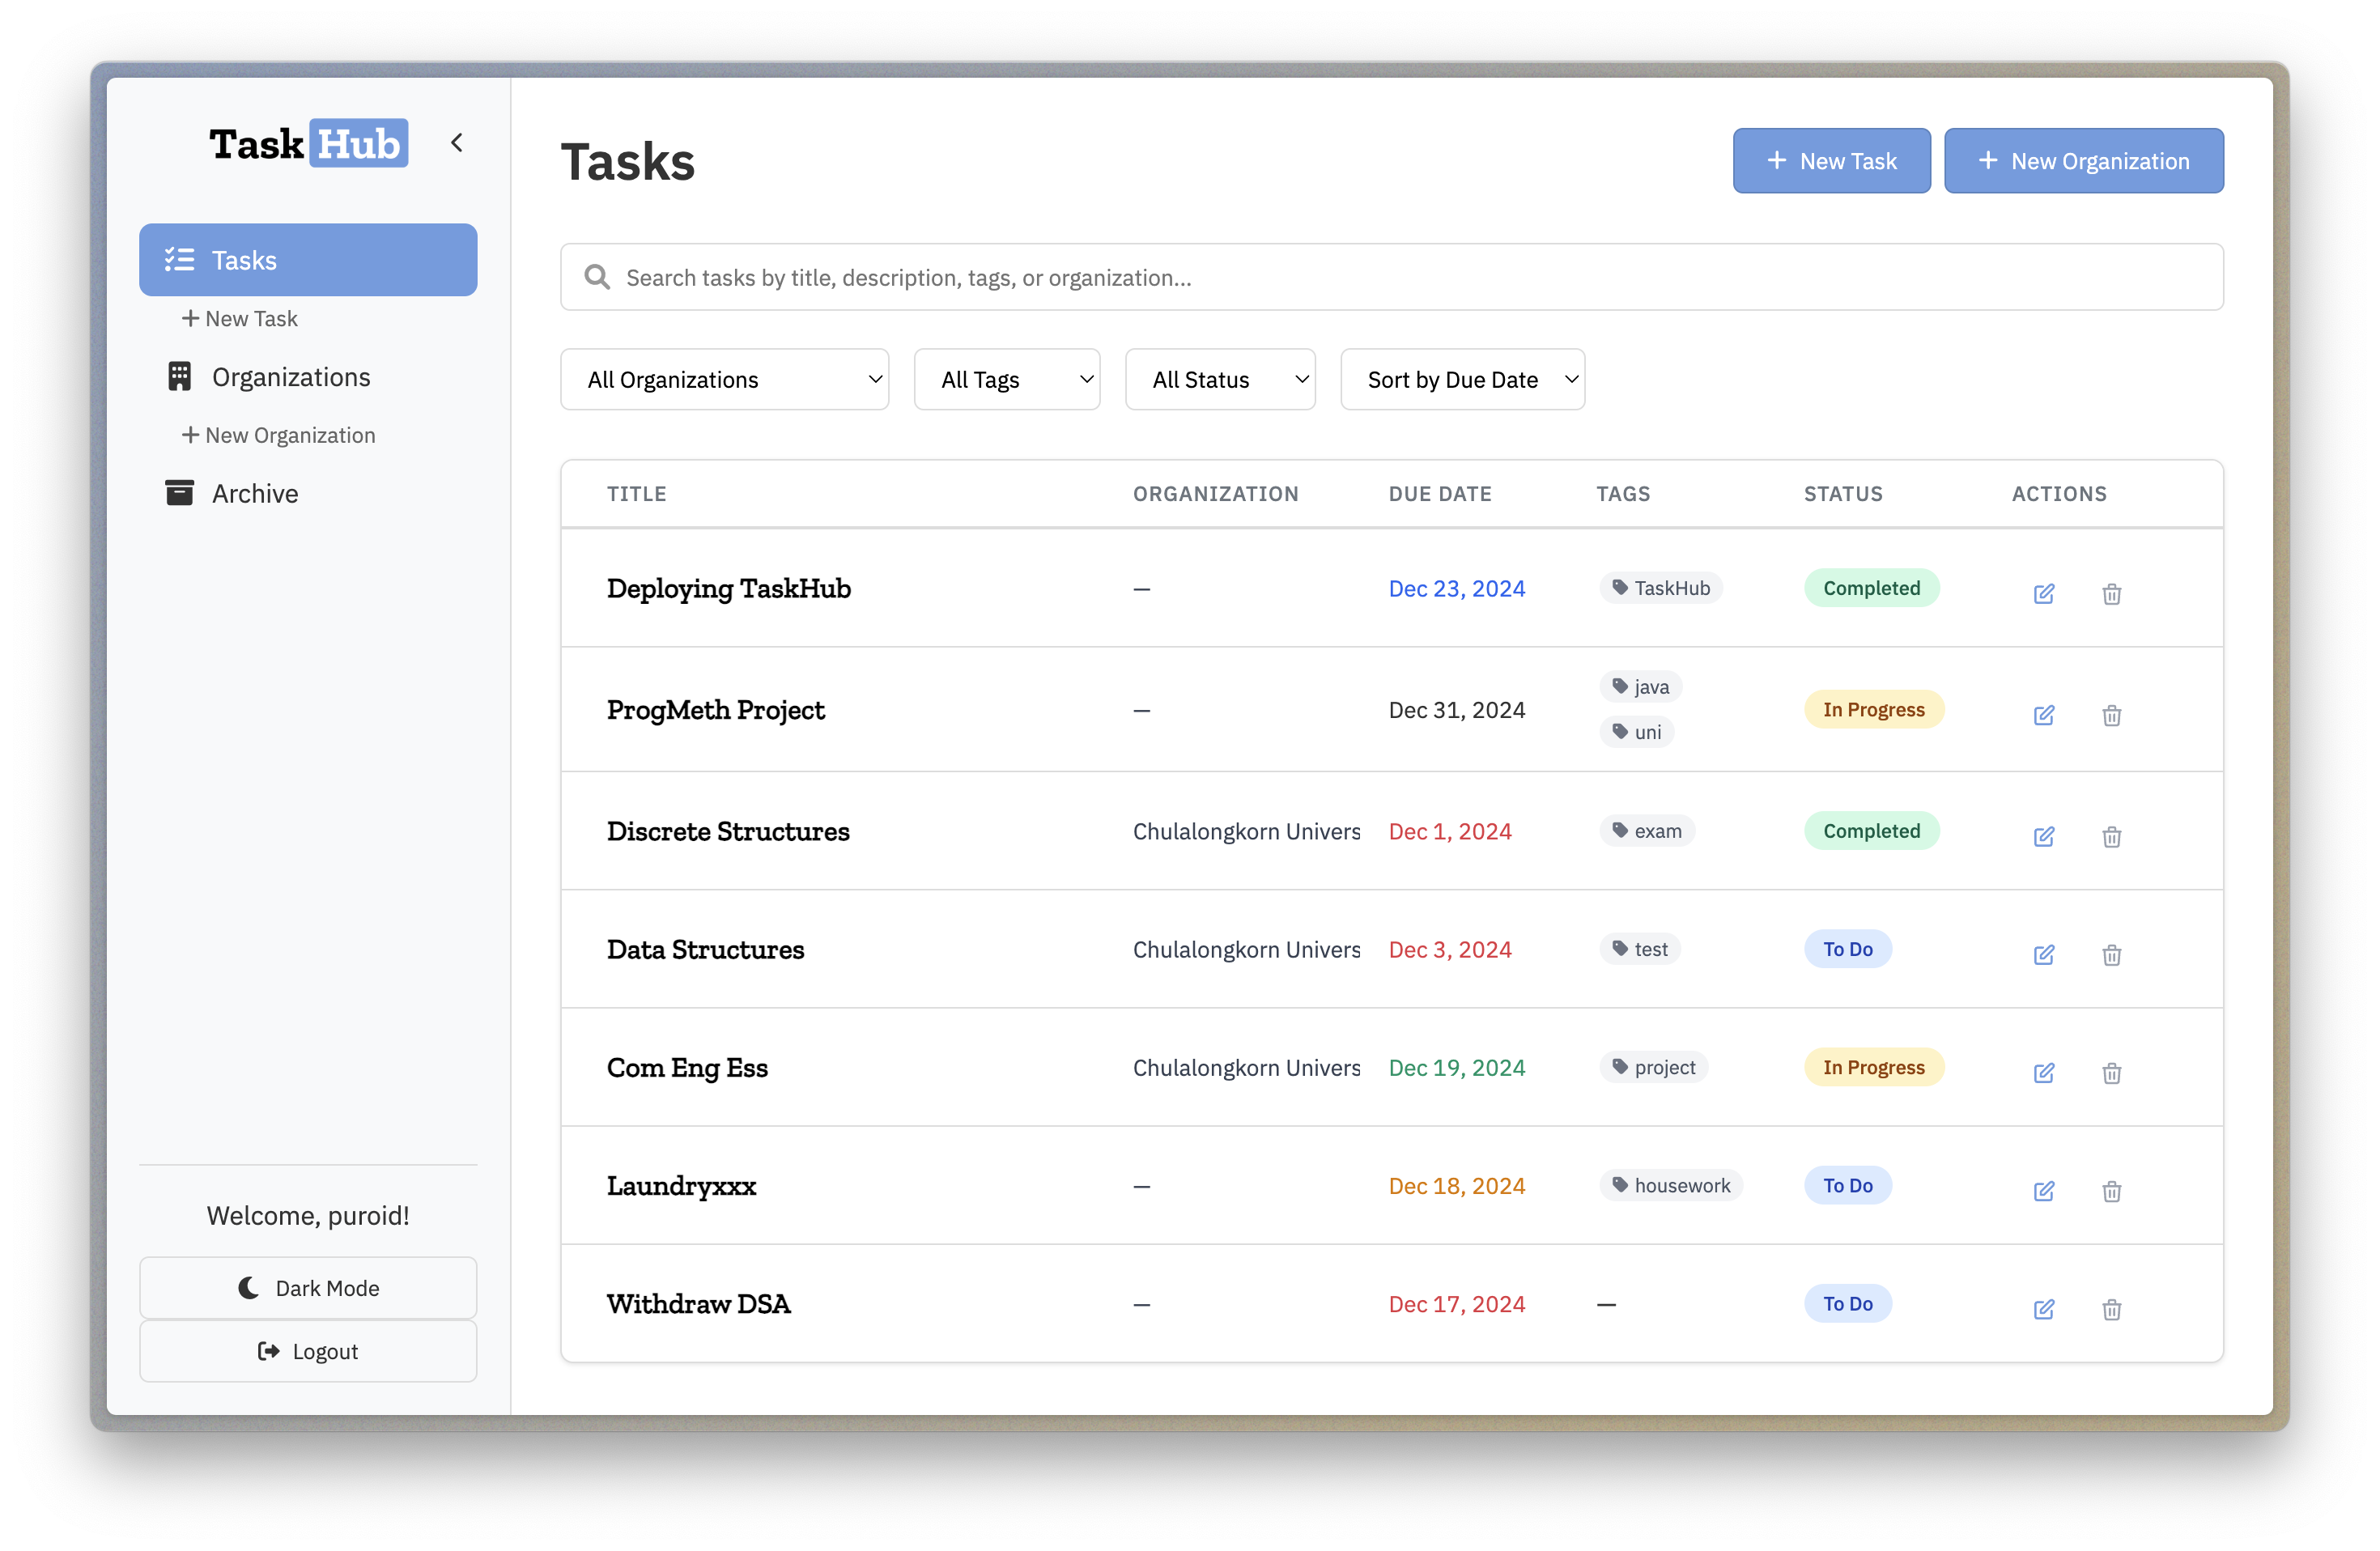 Task Hub
Tasks
+ New Task
Organizations
+ New Organization
Archive
Welcome, puroid!
Dark Mode
Logout
Tasks
+ New Task
+ New Organization
Search tasks by title, description, tags, or organization...
All Organizations All Tags All Status Sort by Due Date
TITLE ORGANIZATION DUE DATE TAGS STATUS ACTIONS
Deploying TaskHub — Dec 23, 2024 TaskHub Completed
ProgMeth Project — Dec 31, 2024 java uni In Progress
Discrete Structures Chulalongkorn Univers Dec 1, 2024 exam Completed
Data Structures Chulalongkorn Univers Dec 3, 2024 test To Do
Com Eng Ess Chulalongkorn Univers Dec 19, 2024 project In Progress
Laundryxxx — Dec 18, 2024 housework To Do
Withdraw DSA — Dec 17, 2024 — To Do